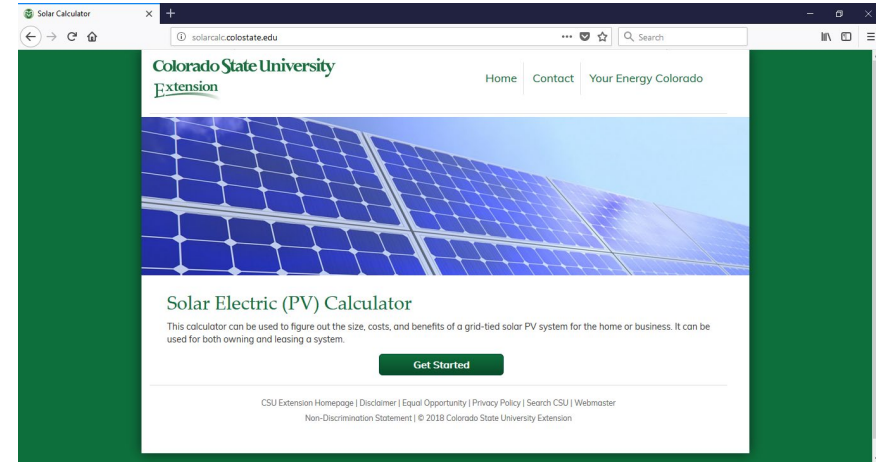 Solar Calculator
solarcalc.colostate.edu
Search
Colorado State University
Extension
Home Contact Your Energy Colorado
Solar Electric (PV) Calculator
This calculator can be used to figure out the size, costs, and benefits of a grid-tied solar PV system for the home or business. It can be
used for both owning and leasing a system.
Get Started
CSU Extension Homepage | Disclaimer | Equal Opportunity | Privacy Policy | Search CSU | Webmaster
Non-Discrimination Statement | © 2018 Colorado State University Extension